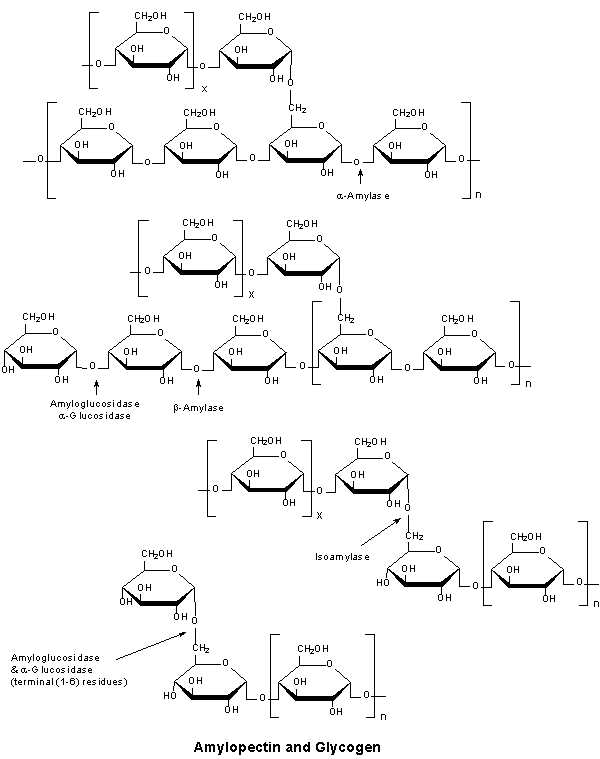 CH2OH CH2OH
O O
OH OH
O O
OH x OH O
CH2OH CH2OH CH2 CH2OH
O O O O
OH OH OH OH
O O O O O
OH OH OH OH n
α-Amylase
CH2OH CH2OH
O O
OH OH
O O
OH x OH O
CH2OH CH2OH CH2OH CH2 CH2OH
O O O O O
OH OH OH OH OH
OH O O O O O
OH OH OH OH OH n
Amyloglucosidase
α-Glucosidase
β-Amylase
CH2OH CH2OH
O O
OH OH
O O
OH x OH O
Isoamylase
CH2 CH2OH
O O
OH OH
HO O O
OH OH n
CH2OH
O
OH
OH
OH O
Amyloglucosidase
& α-Glucosidase
(terminal (1-6) residues)
CH2 CH2OH
O O
OH OH
HO O O
OH OH n
Amylopectin and Glycogen